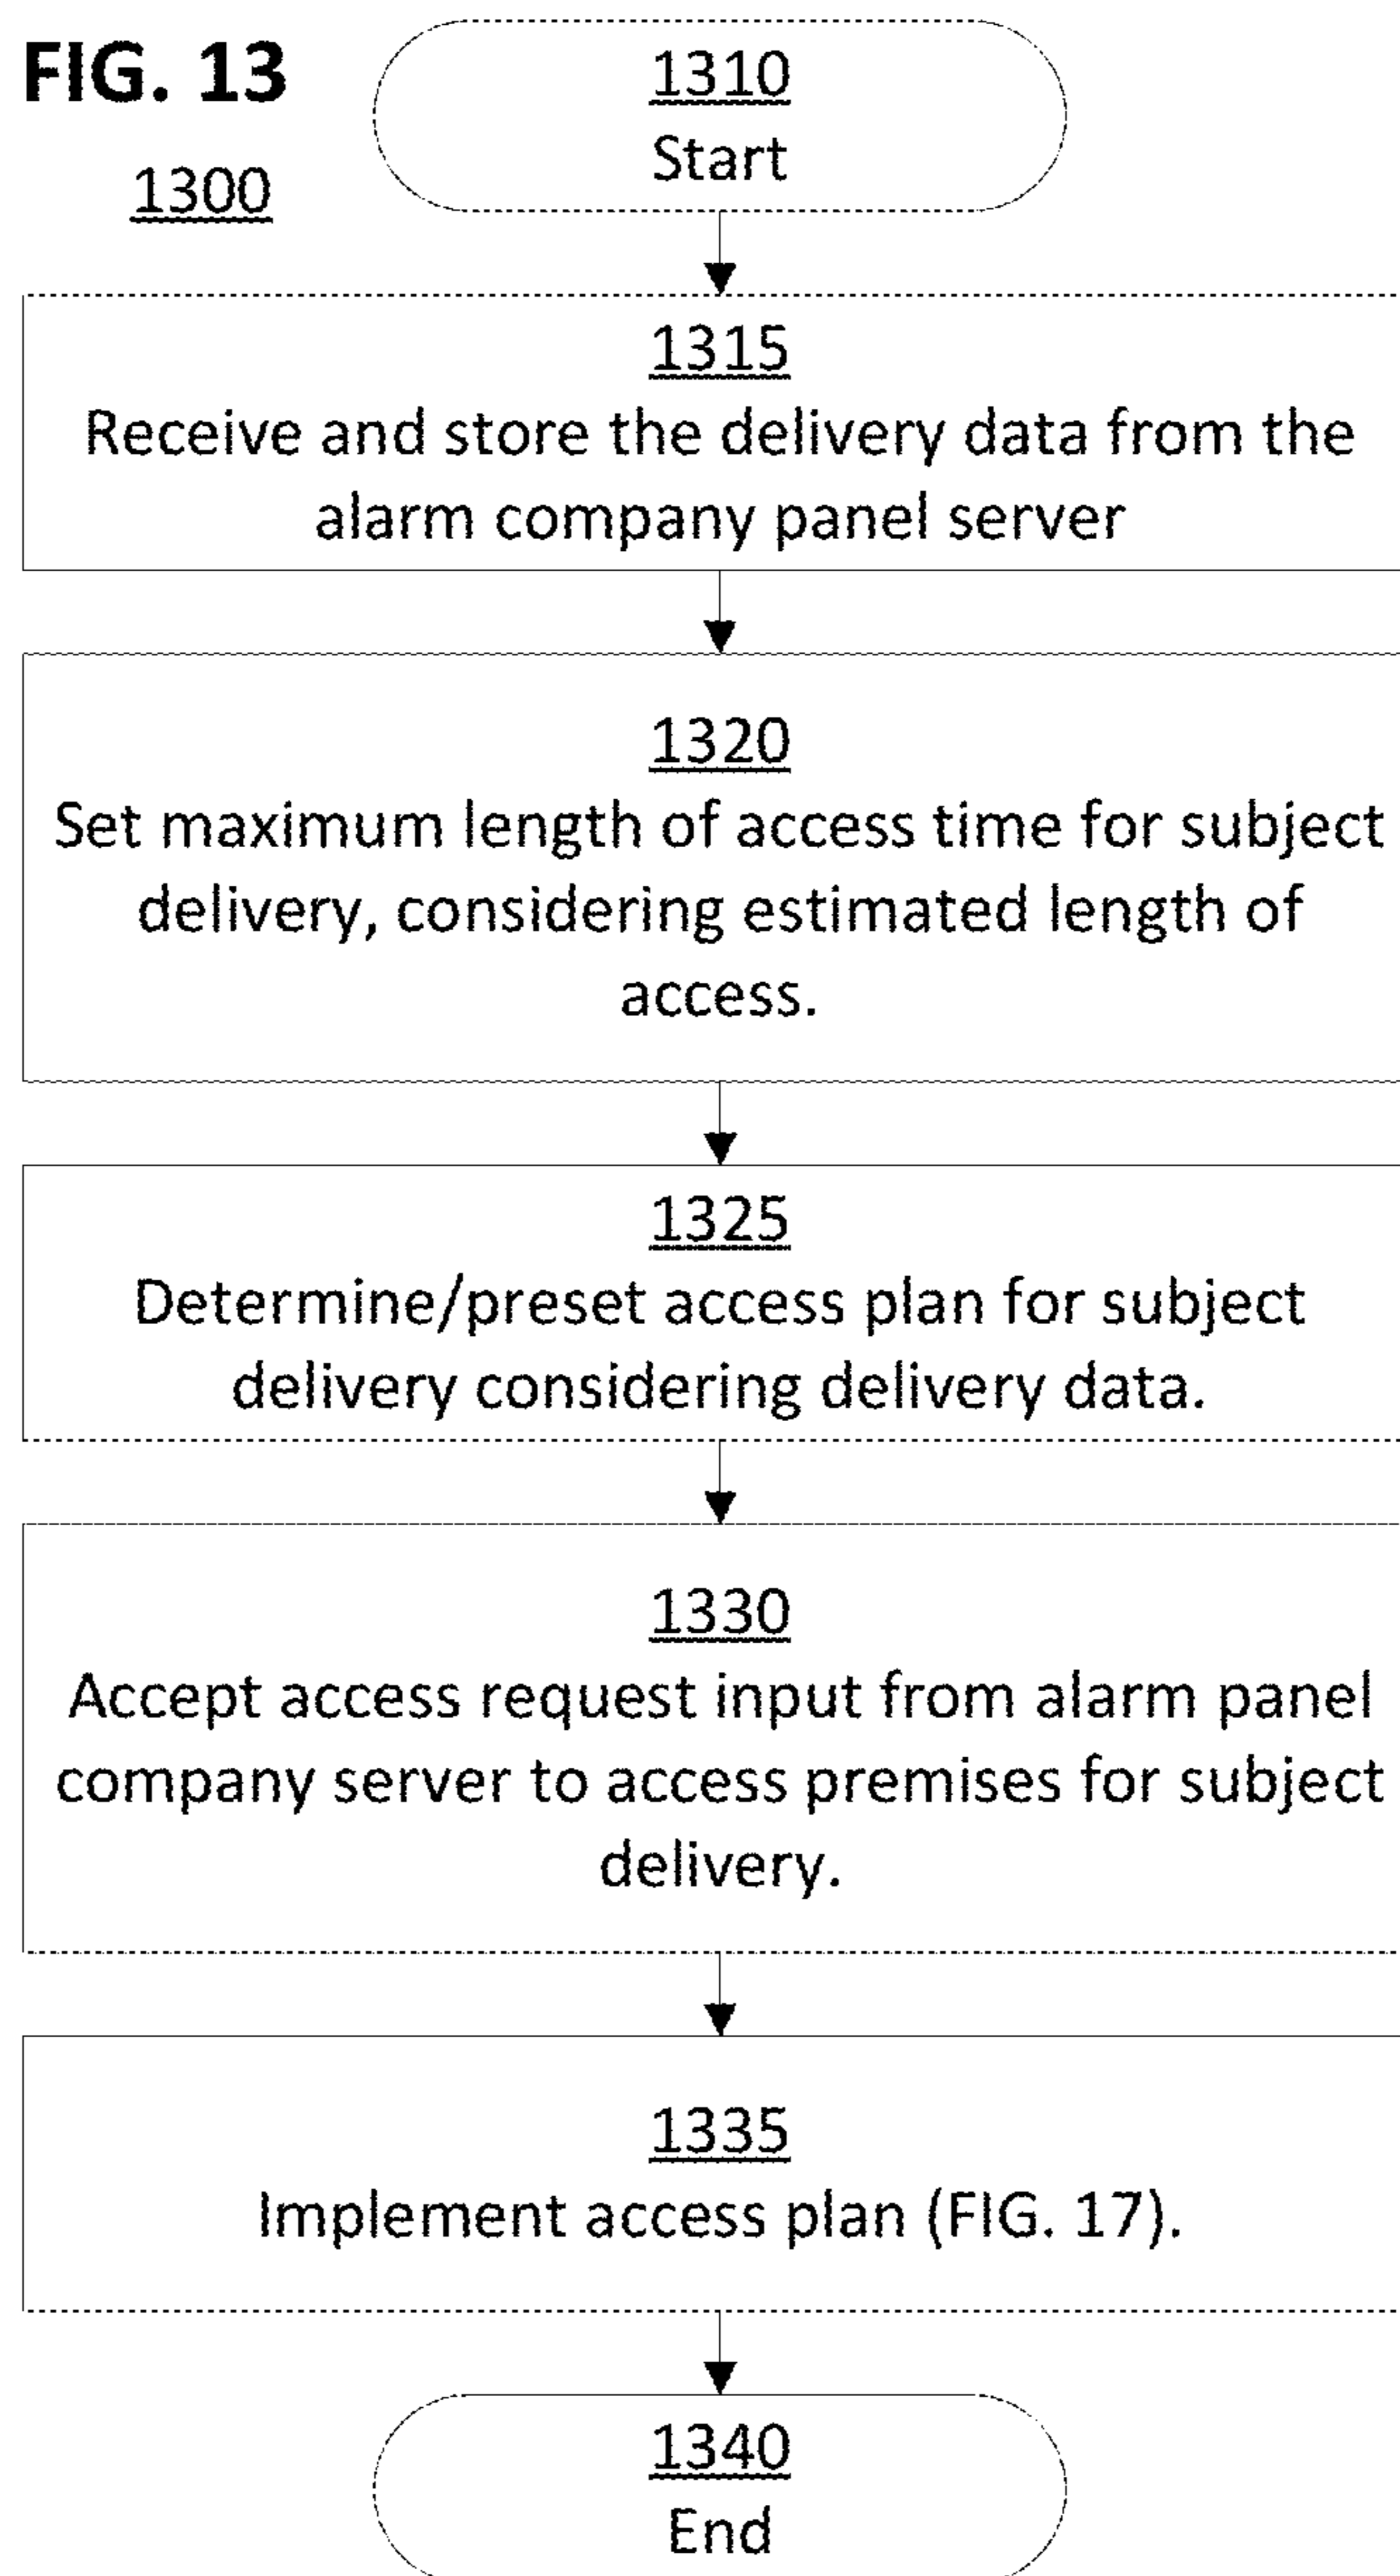 FIG. 13
1300
1310
Start
1315
Receive and store the delivery data from the
alarm company panel server
1320
Set maximum length of access time for subject
delivery, considering estimated length of
access.
1325
Determine/preset access plan for subject
delivery considering delivery data.
1330
Accept access request input from alarm panel
company server to access premises for subject
delivery.
1335
Implement access plan (FIG. 17).
1340
End